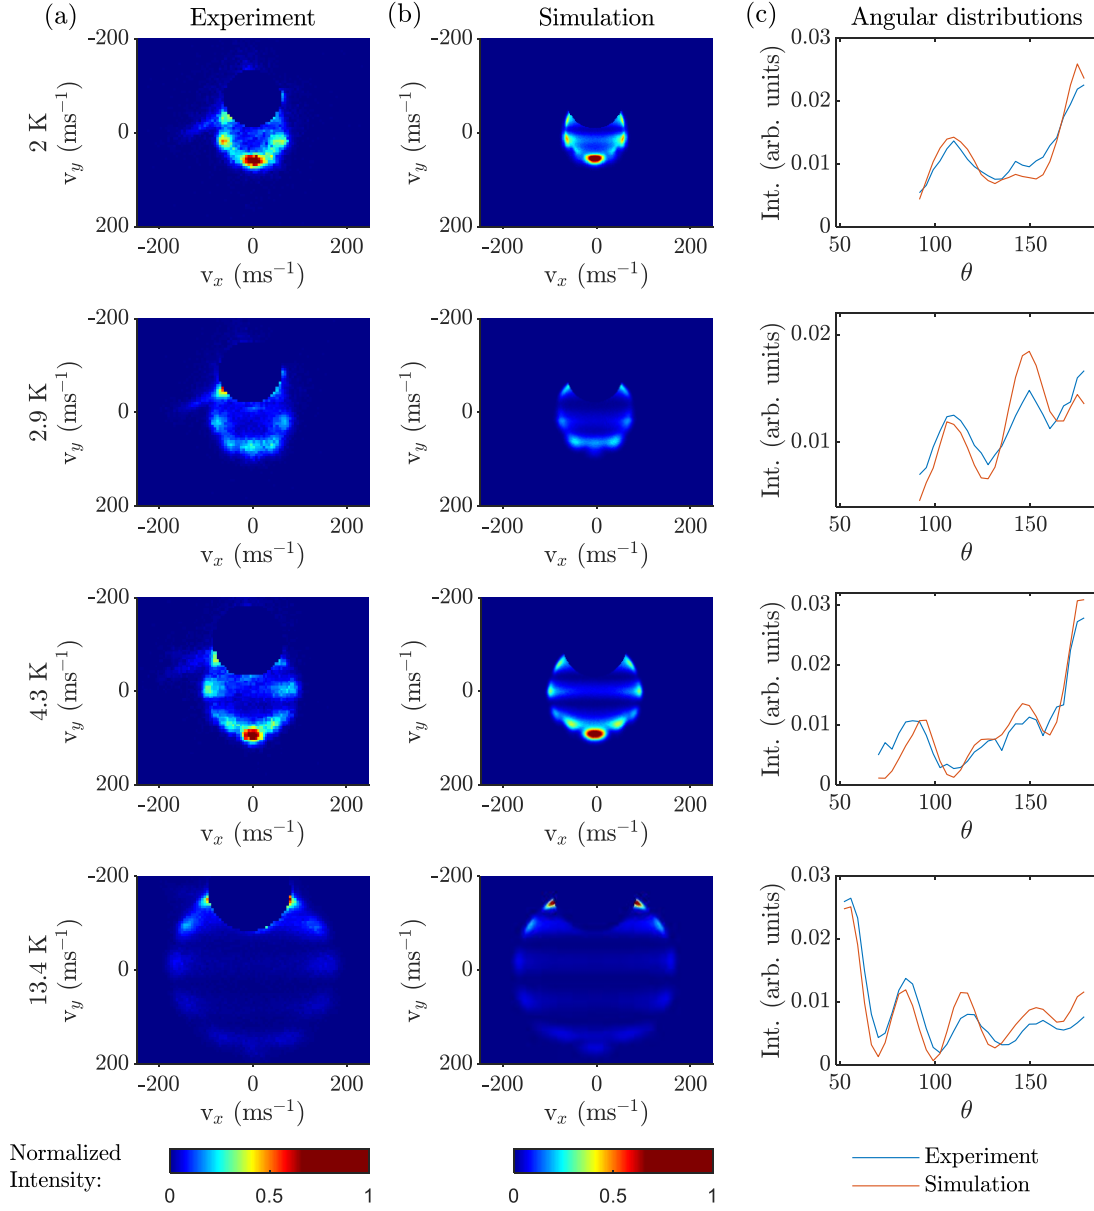 (a) Experiment (b) Simulation (c) Angular distributions
2 K
v_y (ms⁻¹)
-200
0
200
-200 0 200
v_x (ms⁻¹)
-200
0
200
-200 0 200
v_x (ms⁻¹)
Int. (arb. units)
0.03
0.02
0.01
0
50 100 150
θ
2.9 K
v_y (ms⁻¹)
-200
0
200
-200 0 200
v_x (ms⁻¹)
v_y (ms⁻¹)
-200
0
200
-200 0 200
v_x (ms⁻¹)
Int. (arb. units)
0.02
0.01
50 100 150
θ
4.3 K
v_y (ms⁻¹)
-200
0
200
-200 0 200
v_x (ms⁻¹)
v_y (ms⁻¹)
-200
0
200
-200 0 200
v_x (ms⁻¹)
Int. (arb. units)
0.03
0.02
0.01
0
50 100 150
θ
13.4 K
v_y (ms⁻¹)
-200
0
200
-200 0 200
v_x (ms⁻¹)
v_y (ms⁻¹)
-200
0
200
-200 0 200
v_x (ms⁻¹)
Int. (arb. units)
0.03
0.02
0.01
0
50 100 150
θ
Normalized
Intensity:
0 0.5 1
0 0.5 1
Experiment
Simulation